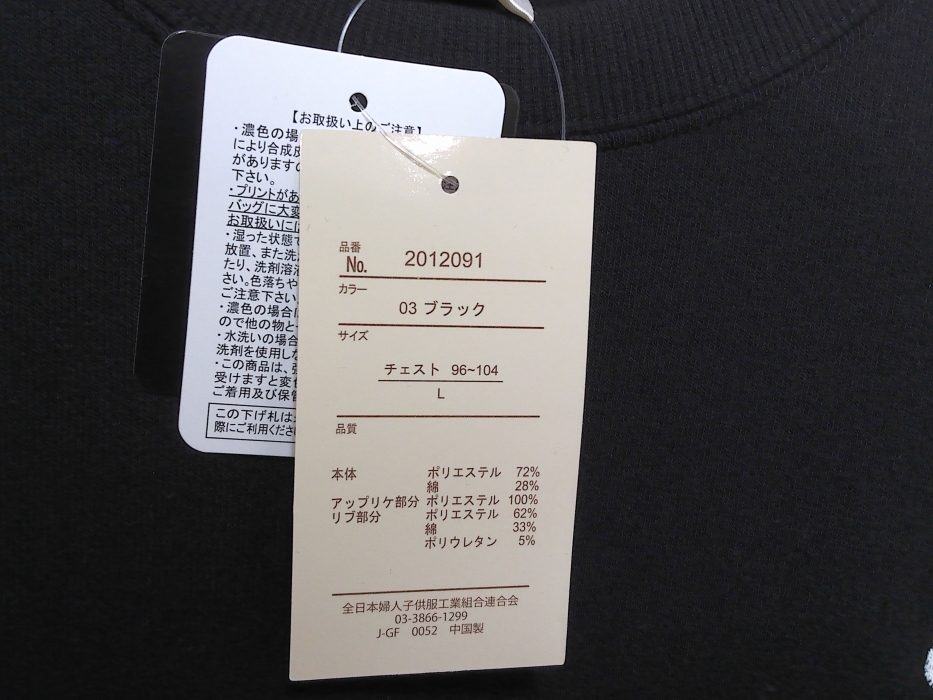 【お取扱い上のご注意】
・濃色の場
により合成皮
がありますの
下さい。
・プリントがあ
バッグに大変
お取扱いには
・湿った状態で
放置、また洗
たり、洗剤溶液
さい。色落ちや
ご注意下さい
・濃色の場合は
ので他の物と
・水洗いの場合
洗剤を使用し
・この商品は、強
受けますと変色
ご着用及び保管
この下げ札は
際にご利用くださ
品番
No. 2012091
カラー
03 ブラック
サイズ
チェスト 96~104
L
品質
本体 ポリエステル 72%
綿 28%
アップリケ部分 ポリエステル 100%
リブ部分 ポリエステル 62%
綿 33%
ポリウレタン 5%
全日本婦人子供服工業組合連合会
03-3866-1299
J-GF 0052 中国製